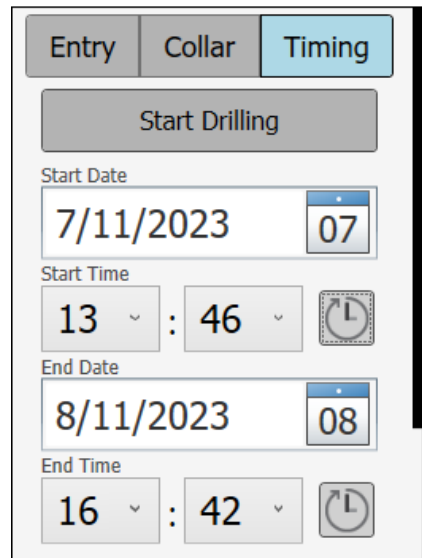 Entry Collar Timing
Start Drilling
Start Date
7/11/2023 07
Start Time
13 : 46
End Date
8/11/2023 08
End Time
16 : 42